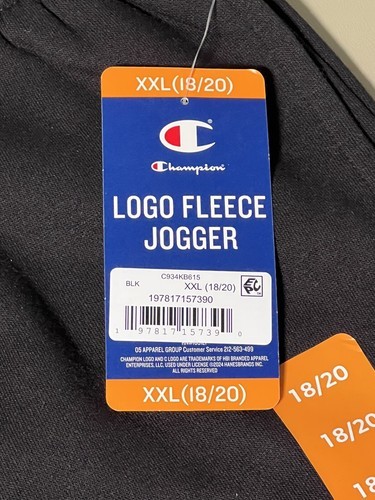 XXL(18/20)
Champion
LOGO FLEECE
JOGGER
C934KB615
BLK XXL (18/20)
197817157390
1 97817 15739 0
05 APPAREL GROUP Customer Service 212-563-499
CHAMPION LOGO AND C LOGO ARE TRADEMARKS OF HBI BRANDED APPAREL
ENTERPRISES, LLC, USED UNDER LICENSE ©2024 HANESBRANDS INC.
ALL RIGHTS RESERVED
XXL(18/20)
18/20
18/20
18